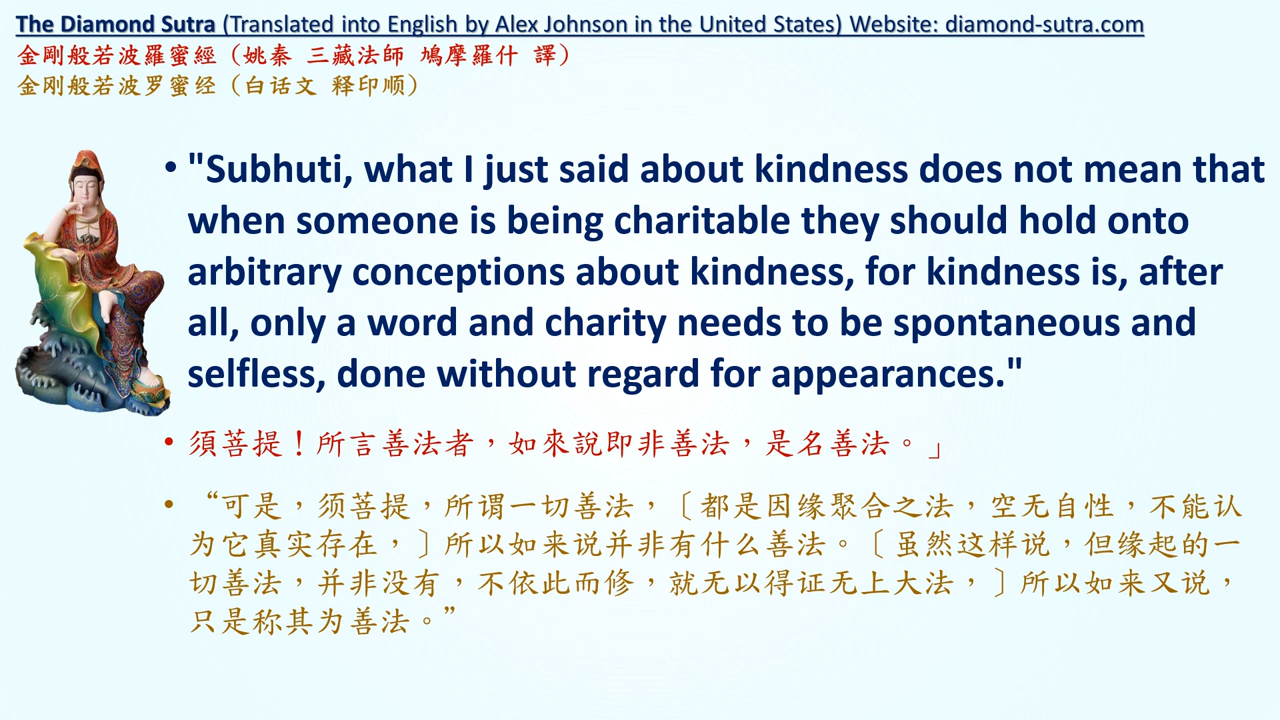 The Diamond Sutra (Translated into English by Alex Johnson in the United States) Website: diamond-sutra.com
金剛般若波羅蜜經（姚秦 三藏法師 鳩摩羅什 譯）
金刚般若波罗蜜经（白话文 释印顺）
• "Subhuti, what I just said about kindness does not mean that
when someone is being charitable they should hold onto
arbitrary conceptions about kindness, for kindness is, after
all, only a word and charity needs to be spontaneous and
selfless, done without regard for appearances."
• 須菩提！所言善法者，如來說即非善法，是名善法。」
• “可是，须菩提，所谓一切善法，〔都是因缘聚合之法，空无自性，不能认
为它真实存在，〕所以如来说并非有什么善法。〔虽然这样说，但缘起的一
切善法，并非没有，不依此而修，就无以得证无上大法，〕所以如来又说，
只是称其为善法。”